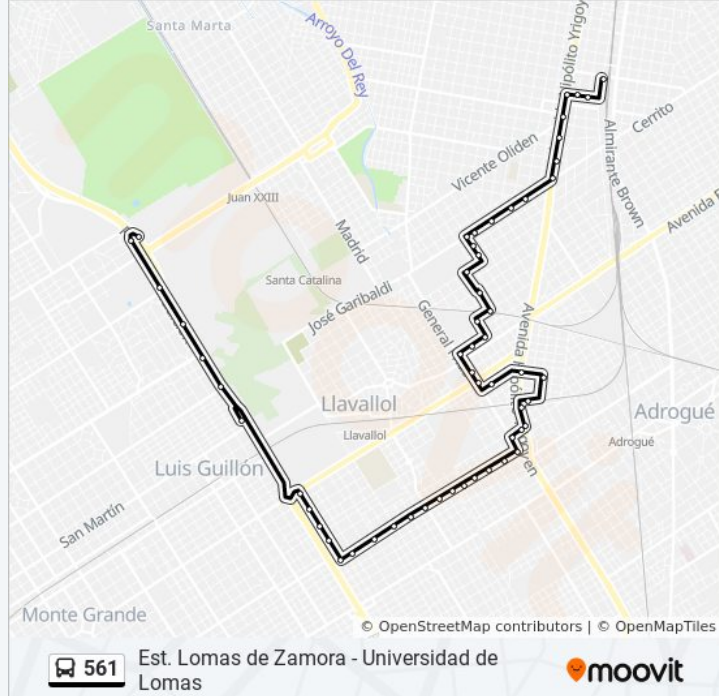 Santa Marta
Arroyo Del Rey
Hipólito Yrigoy
Vicente Oliden
Cerrito
Almirante Brown
Juan XXIII
Madrid
Avenida
Santa Catalina
José Garibaldi
General
Avenida
Llavallol
Adrogué
Llavallol
Adrogué
Luis Guillón
San Martín
Monte Grande
© OpenStreetMap contributors | © OpenMapTiles
561
Est. Lomas de Zamora - Universidad de
Lomas
moovit